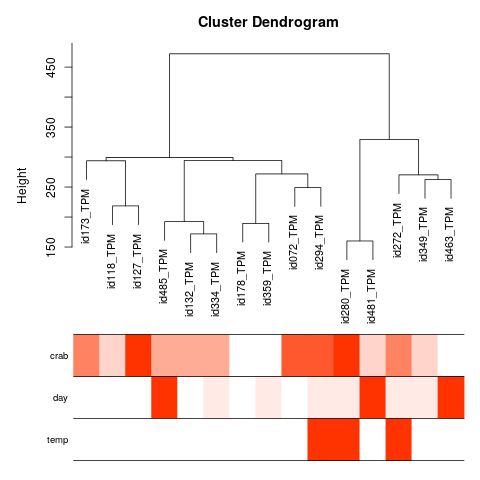 Cluster Dendrogram
Height
450
350
250
150
id173_TPM
id118_TPM
id127_TPM
id485_TPM
id132_TPM
id334_TPM
id178_TPM
id359_TPM
id072_TPM
id294_TPM
id280_TPM
id481_TPM
id272_TPM
id349_TPM
id463_TPM
crab
day
temp